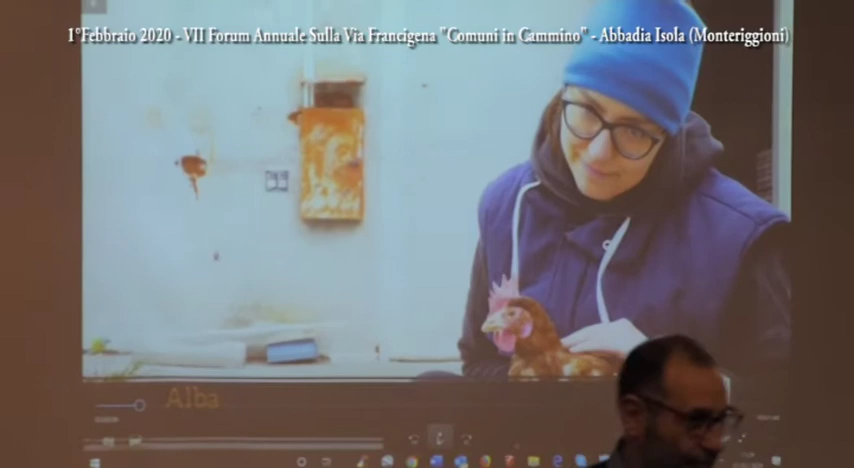 1°Febbraio 2020 - VII Forum Annuale Sulla Via Francigena "Comuni in Cammino" - Abbadia Isola (Monteriggioni)
Alba